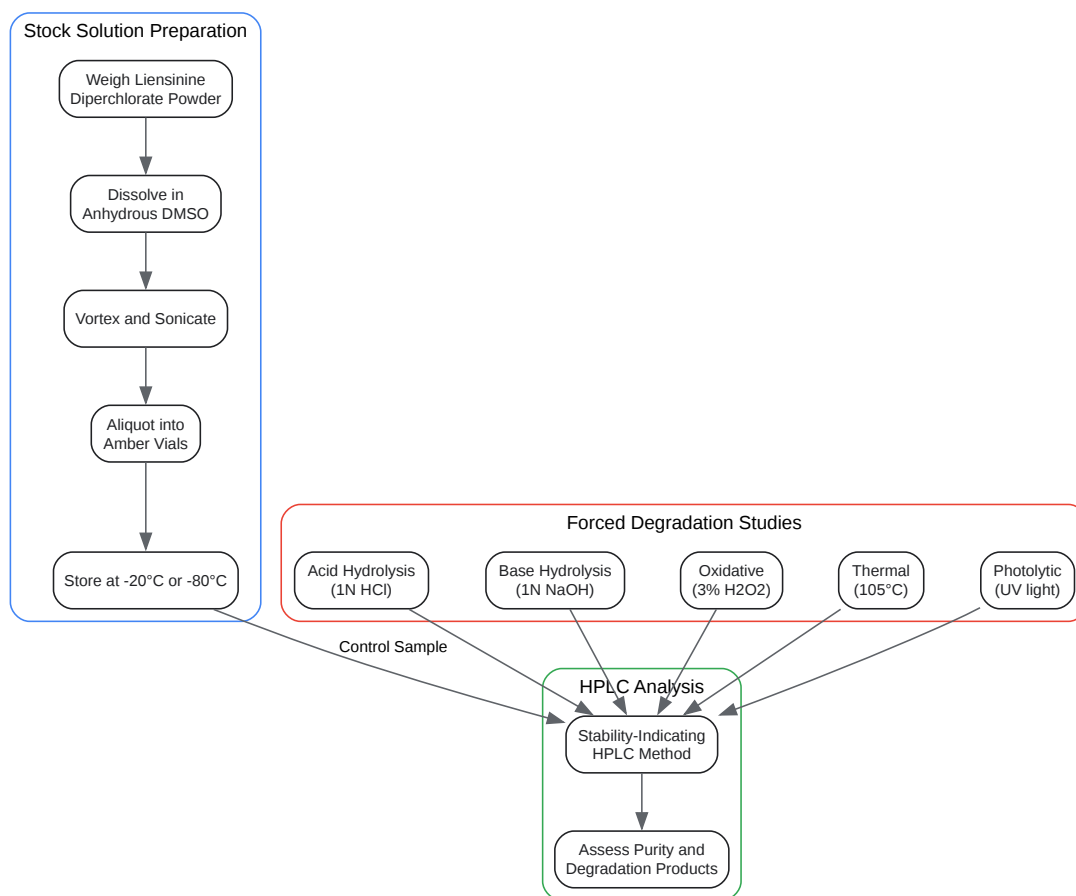 Stock Solution Preparation
Weigh Liensinine
Diperchlorate Powder
Dissolve in
Anhydrous DMSO
Vortex and Sonicate
Aliquot into
Amber Vials
Store at -20°C or -80°C
Control Sample
Forced Degradation Studies
Acid Hydrolysis
(1N HCl)
Base Hydrolysis
(1N NaOH)
Oxidative
(3% H2O2)
Thermal
(105°C)
Photolytic
(UV light)
HPLC Analysis
Stability-Indicating
HPLC Method
Assess Purity and
Degradation Products